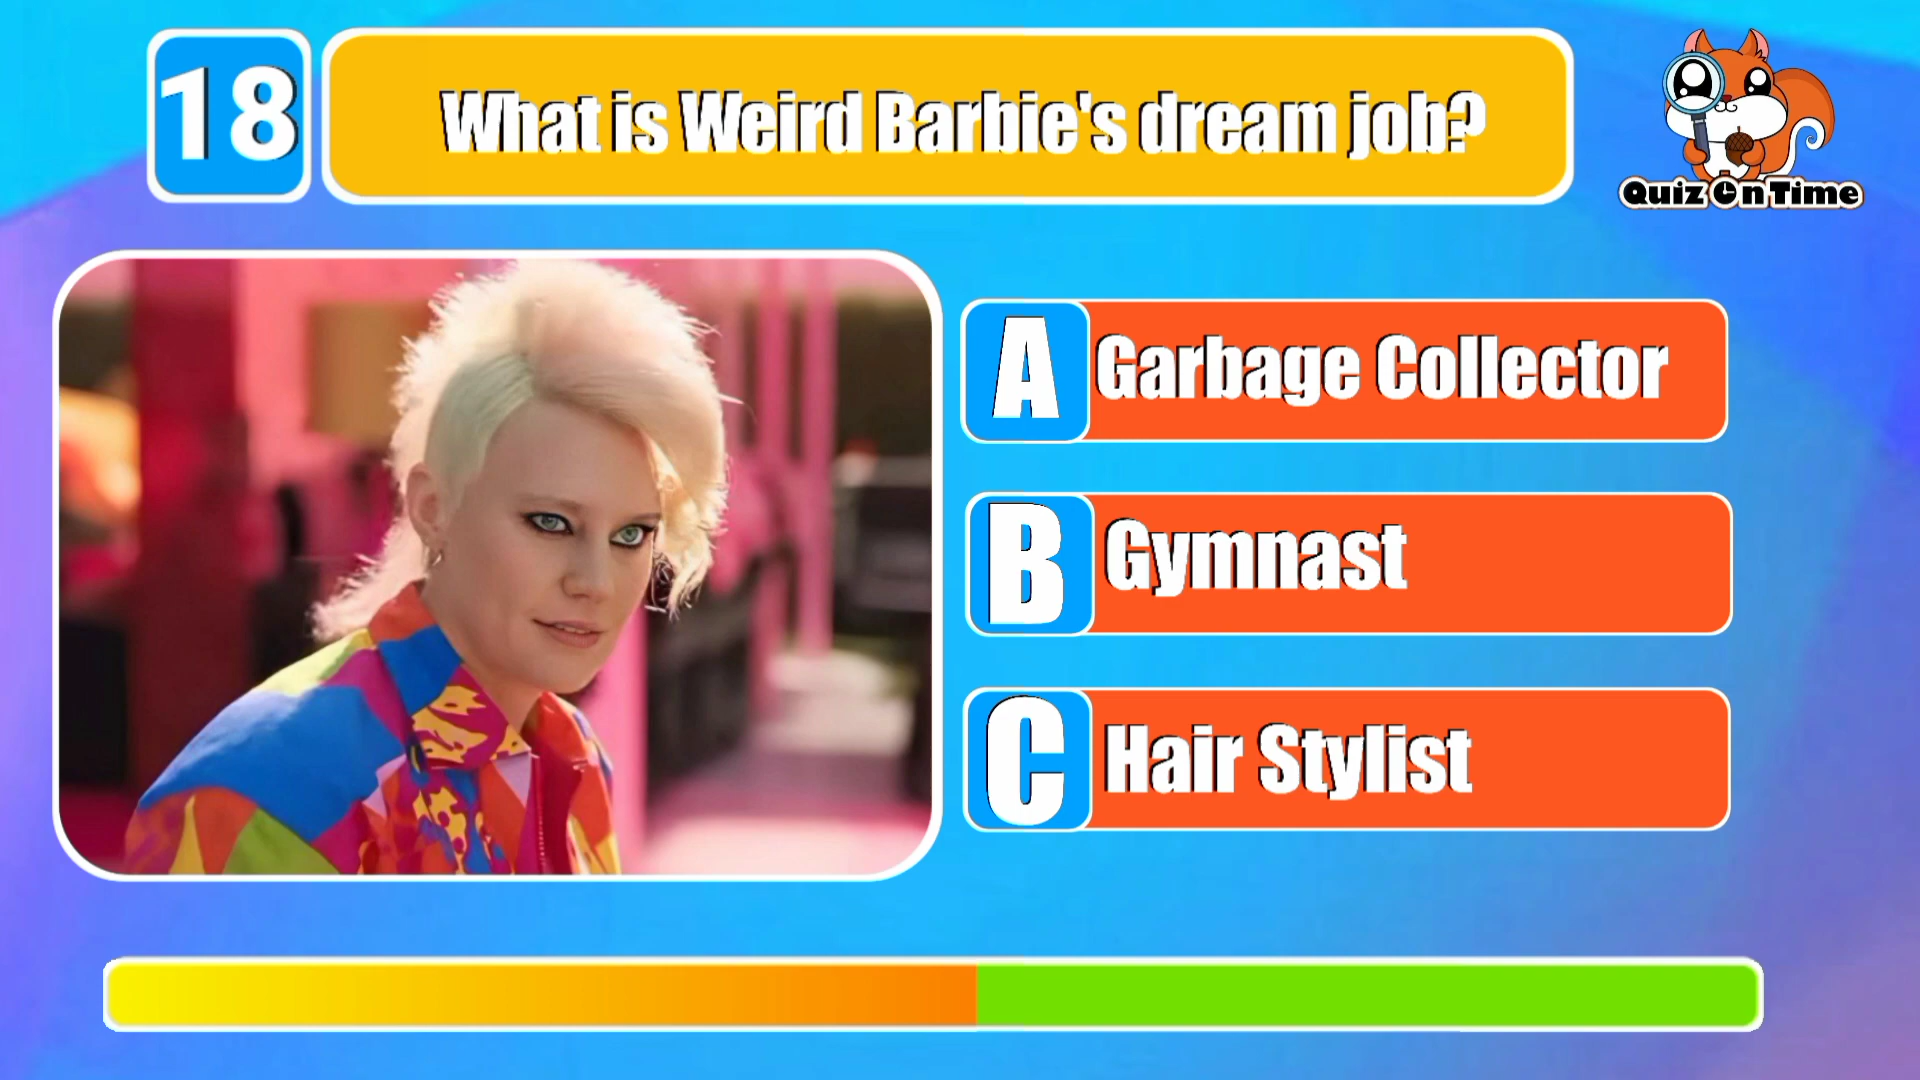 18
What is Weird Barbie's dream job?
Quiz On Time
A Garbage Collector
B Gymnast
C Hair Stylist